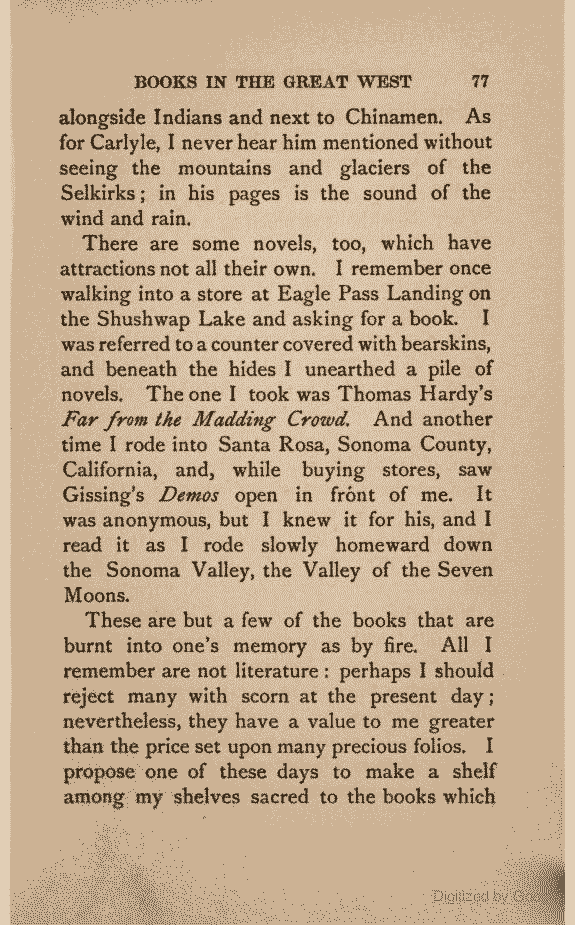 BOOKS IN THE GREAT WEST 77
alongside Indians and next to Chinamen. As
for Carlyle, I never hear him mentioned without
seeing the mountains and glaciers of the
Selkirks; in his pages is the sound of the
wind and rain.
There are some novels, too, which have
attractions not all their own. I remember once
walking into a store at Eagle Pass Landing on
the Shushwap Lake and asking for a book. I
was referred to a counter covered with bearskins,
and beneath the hides I unearthed a pile of
novels. The one I took was Thomas Hardy's
Far from the Madding Crowd. And another
time I rode into Santa Rosa, Sonoma County,
California, and, while buying stores, saw
Gissing's Demos open in front of me. It
was anonymous, but I knew it for his, and I
read it as I rode slowly homeward down
the Sonoma Valley, the Valley of the Seven
Moons.
These are but a few of the books that are
burnt into one's memory as by fire. All I
remember are not literature: perhaps I should
reject many with scorn at the present day;
nevertheless, they have a value to me greater
than the price set upon many precious folios. I
propose one of these days to make a shelf
among my shelves sacred to the books which
Digitized by